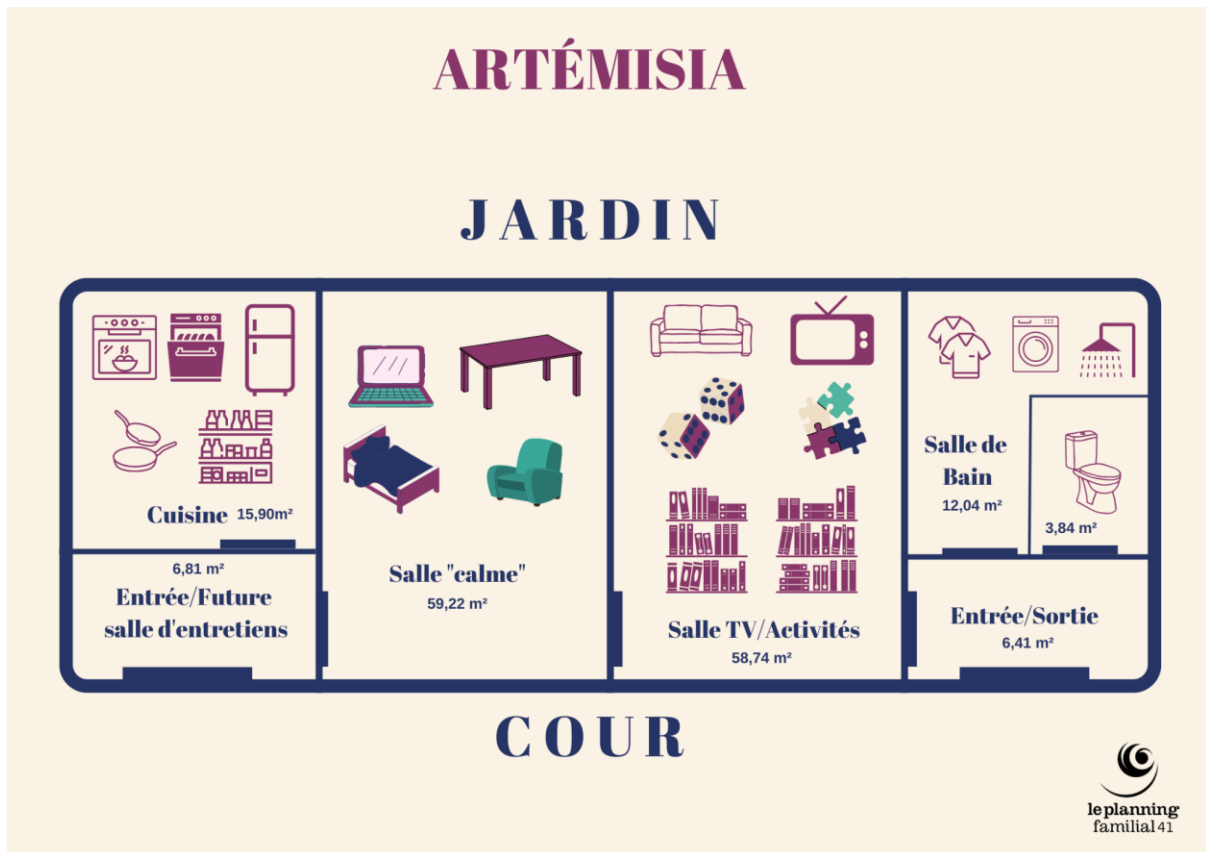 ARTÉMISIA
JARDIN
Cuisine 15,90m²
6,81 m²
Entrée/Future
salle d'entretiens
Salle "calme"
59,22 m²
Salle TV/Activités
58,74 m²
Salle de
Bain
12,04 m²
3,84 m²
Entrée/Sortie
6,41 m²
COUR
le planning
familial 41